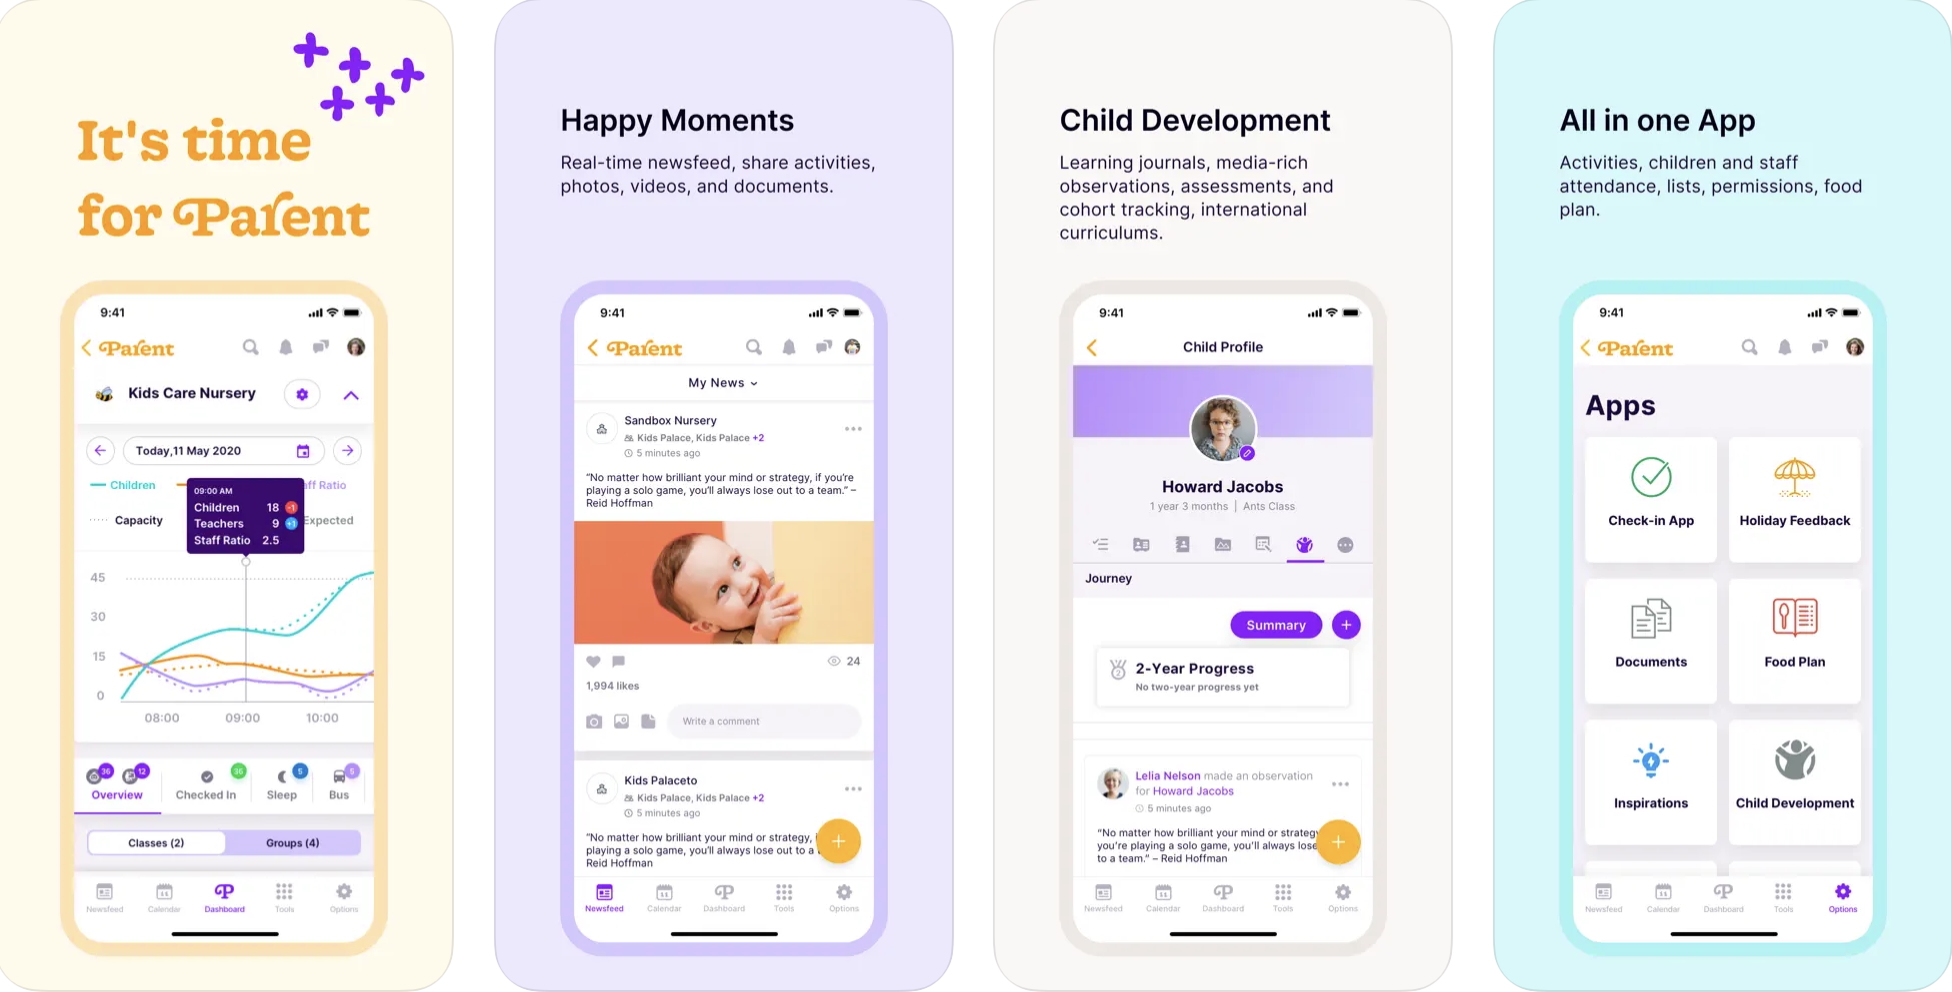 It's time
for Parent
9:41
Parent
Kids Care Nursery
Today,11 May 2020
Children
ff Ratio
09:00 AM
Children 18 -1
Teachers 9 +1
Staff Ratio 2.5
Capacity
Expected
45
30
15
0
08:00 09:00 10:00
36 12 36 5 5
Overview Checked In Sleep Bus
Classes (2) Groups (4)
Newsfeed Calendar Dashboard Tools Options
Happy Moments
Real-time newsfeed, share activities,
photos, videos, and documents.
9:41
Parent
My News
Sandbox Nursery
Kids Palace, Kids Palace +2
5 minutes ago
“No matter how brilliant your mind or strategy, if you’re
playing a solo game, you’ll always lose out to a team.” –
Reid Hoffman
24
1,994 likes
Write a comment
Kids Palaceto
Kids Palace, Kids Palace +2
5 minutes ago
“No matter how brilliant your mind or strategy,
playing a solo game, you’ll always lose out to a
Reid Hoffman
+
Newsfeed Calendar Dashboard Tools Options
Child Development
Learning journals, media-rich
observations, assessments, and
cohort tracking, international
curriculums.
9:41
Child Profile
Howard Jacobs
1 year 3 months | Ants Class
Journey
Summary +
2-Year Progress
No two-year progress yet
Lelia Nelson made an observation
for Howard Jacobs
5 minutes ago
“No matter how brilliant your mind or strategy
you’re playing a solo game, you’ll always lose
to a team.” – Reid Hoffman
+
Newsfeed Calendar Dashboard Tools Options
All in one App
Activities, children and staff
attendance, lists, permissions, food
plan.
9:41
Parent
Apps
Check-in App Holiday Feedback
Documents Food Plan
Inspirations Child Development
Newsfeed Calendar Dashboard Tools Options